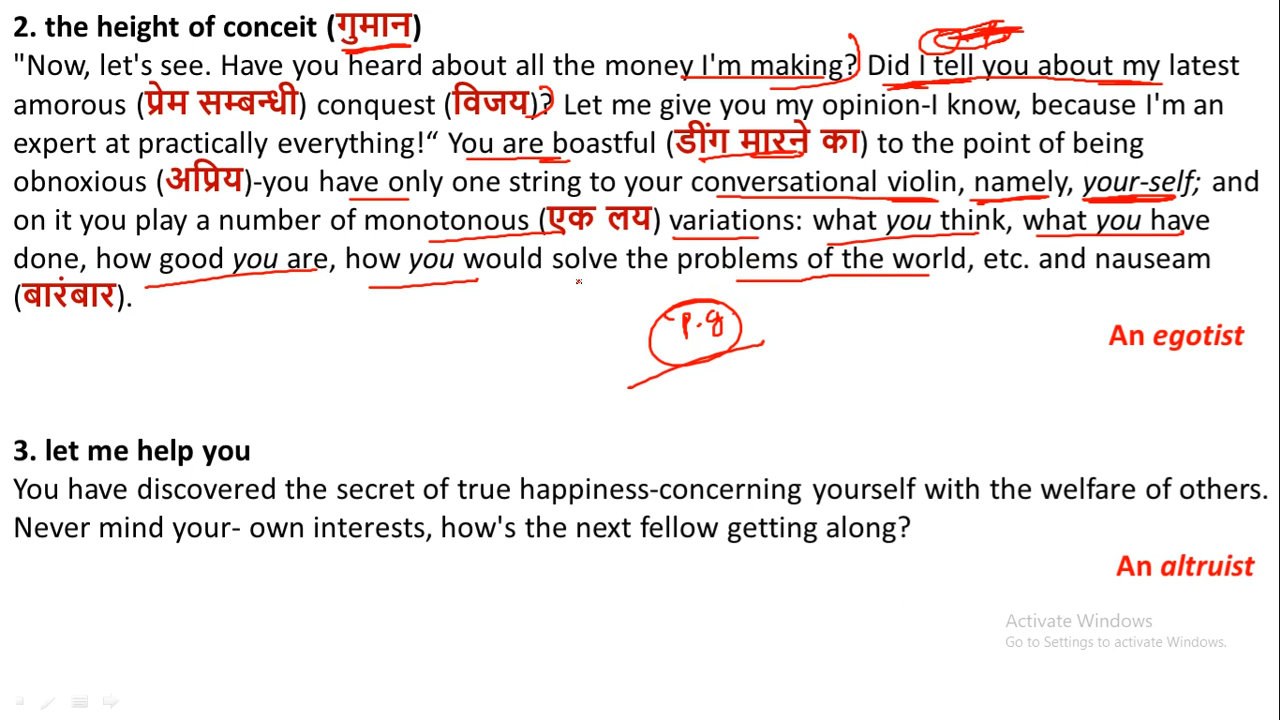 2. the height of conceit (गुमान)
"Now, let's see. Have you heard about all the money I'm making? Did I tell you about my latest
amorous (प्रेम सम्बन्धी) conquest (विजय)? Let me give you my opinion-I know, because I'm an
expert at practically everything!“ You are boastful (डींग मारने का) to the point of being
obnoxious (अप्रिय)-you have only one string to your conversational violin, namely, your-self; and
on it you play a number of monotonous (एक लय) variations: what you think, what you have
done, how good you are, how you would solve the problems of the world, etc. and nauseam
(बारंबार).
p.g
An egotist
3. let me help you
You have discovered the secret of true happiness-concerning yourself with the welfare of others.
Never mind your- own interests, how's the next fellow getting along?
An altruist
Activate Windows
Go to Settings to activate Windows.